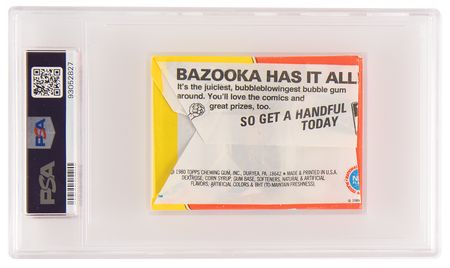 BAZOOKA HAS IT ALL
It's the juiciest, bubbleblowingest bubble gum
around. You'll love the comics and
great prizes, too.
SO GET A HANDFUL
TODAY
© 1980 TOPPS CHEWING GUM, INC., DURYEA, PA. 18642 ★ MADE & PRINTED IN U.S.A.
DEXTROSE, CORN SYRUP, GUM BASE, SOFTENERS, NATURAL & ARTIFICIAL
FLAVORS, ARTIFICIAL COLORS & BHT (TO MAINTAIN FRESHNESS).
PSA
PSA
93052827